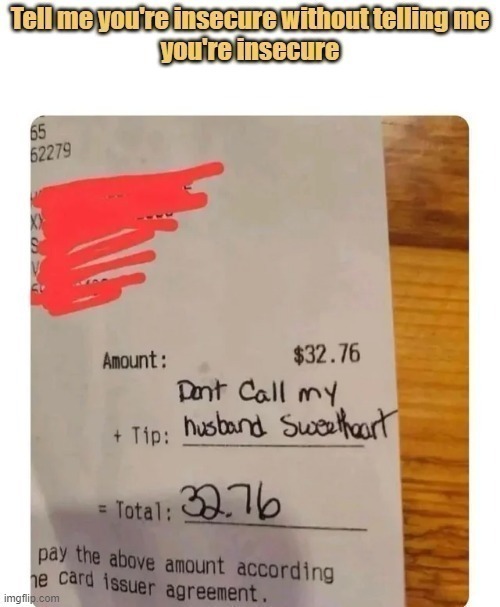 Tell me you're insecure without telling me
you're insecure
65
62279
Amount: $32.76
Dont Call my
+ Tip: husband Sweetheart
= Total: 32.76
pay the above amount according
he card issuer agreement.
imgflip.com